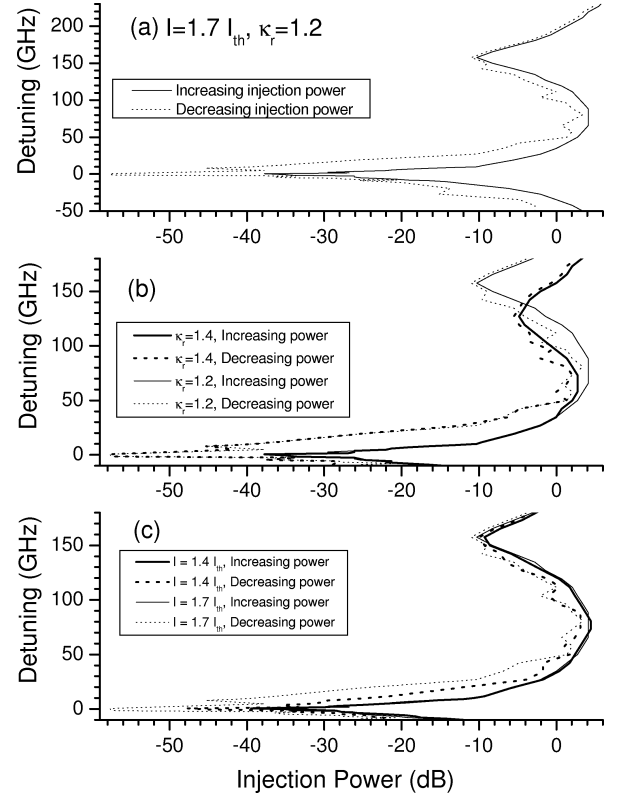 (a) I=1.7 I_th, κ_r=1.2
Detuning (GHz)
200
150
100
50
0
-50
Increasing injection power
Decreasing injection power
-50 -40 -30 -20 -10 0
(b)
Detuning (GHz)
150
100
50
0
κ_r=1.4, Increasing power
κ_r=1.4, Decreasing power
κ_r=1.2, Increasing power
κ_r=1.2, Decreasing power
-50 -40 -30 -20 -10 0
(c)
Detuning (GHz)
150
100
50
0
I = 1.4 I_th, Increasing power
I = 1.4 I_th, Decreasing power
I = 1.7 I_th, Increasing power
I = 1.7 I_th, Decreasing power
-50 -40 -30 -20 -10 0
Injection Power (dB)